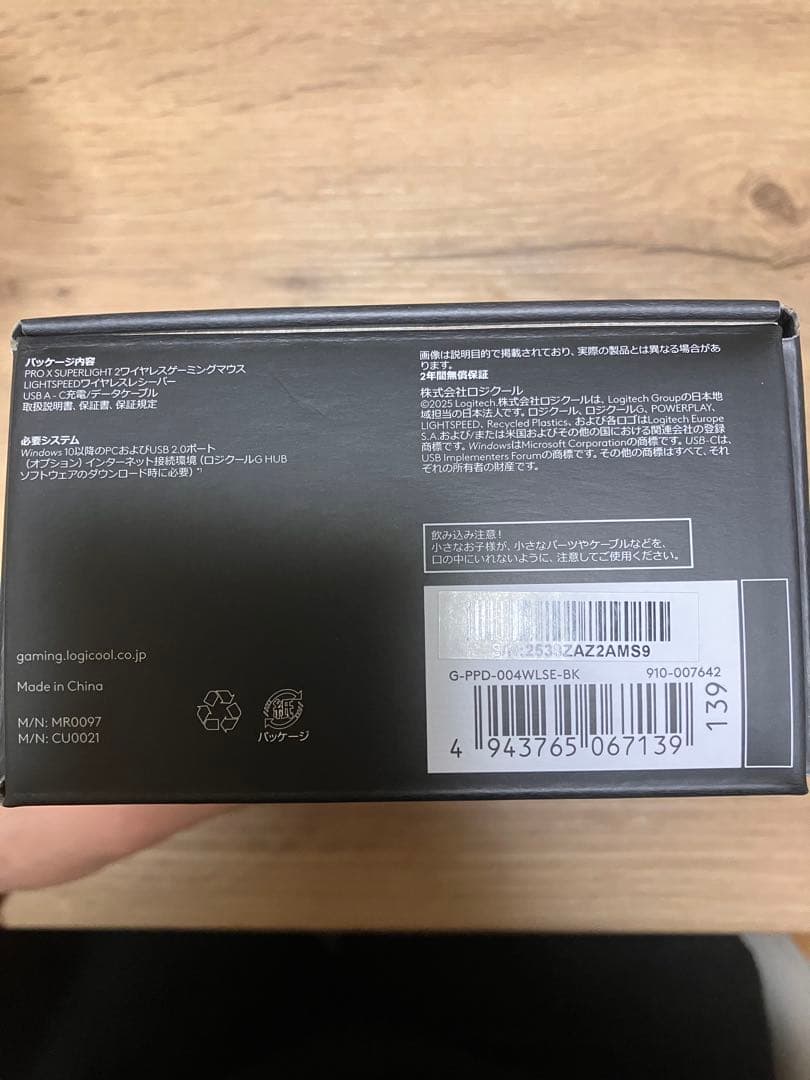 パッケージ内容
PRO X SUPERLIGHT 2ワイヤレスゲーミングマウス
LIGHTSPEEDワイヤレスレシーバー
USB A - C充電/データケーブル
取扱説明書、保証書、保証規定
必要システム
Windows 10以降のPCおよびUSB 2.0ポート
（オプション）インターネット接続環境（ロジクールG HUB
ソフトウェアのダウンロード時に必要）
gaming.logicool.co.jp
Made in China
M/N: MR0097
M/N: CU0021
紙
パッケージ
画像は説明目的で掲載されており、実際の製品とは異なる場合があ
ります。
2年間無償保証
株式会社ロジクール
©2025 Logitech.株式会社ロジクールは、Logitech Groupの日本地
域担当の日本法人です。ロジクール、ロジクールG、POWERPLAY,
LIGHTSPEED、Recycled Plastics、および各ロゴはLogitech Europe
S.A.および/または米国およびその他の国における関連会社の登録
商標です。WindowsはMicrosoft Corporationの商標です。USB-Cは、
USB Implementers Forumの商標です。その他の商標はすべて、それ
ぞれの所有者の財産です。
飲み込み注意！
小さなお子様が、小さなパーツやケーブルなどを、
口の中にいれないように、注意してご使用ください。
G-PPD-004WLSE-BK 910-007642
4 943765 067139
139